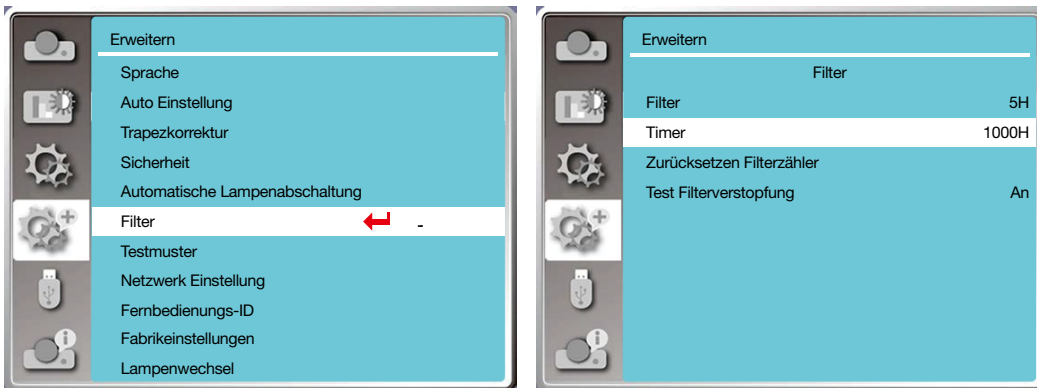 Erweitern
Sprache
Auto Einstellung
Trapezkorrektur
Sicherheit
Automatische Lampenabschaltung
Filter -
Testmuster
Netzwerk Einstellung
Fernbedienungs-ID
Fabrikeinstellungen
Lampenwechsel
Erweitern
Filter
Filter 5H
Timer 1000H
Zurücksetzen Filterzähler
Test Filterverstopfung An